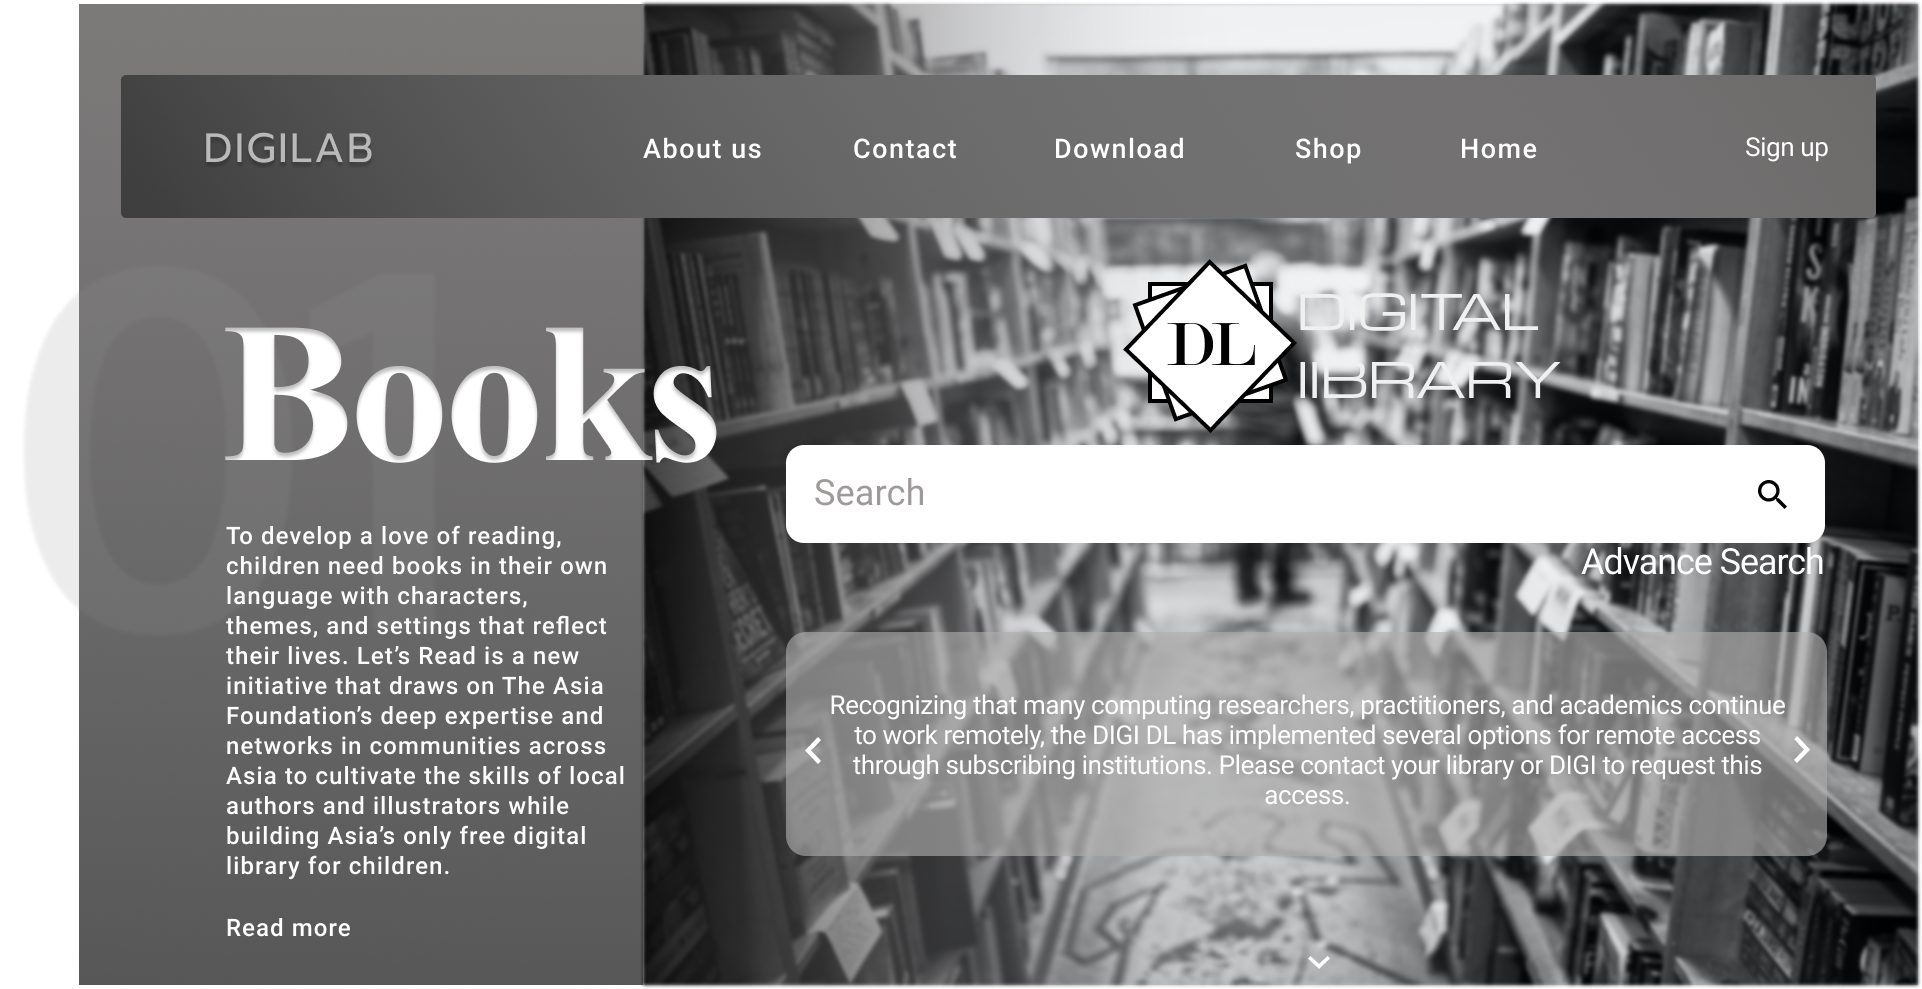 DIGILAB
About us
Contact
Download
Shop
Home
Sign up
01
Books
To develop a love of reading,
children need books in their own
language with characters,
themes, and settings that reflect
their lives. Let’s Read is a new
initiative that draws on The Asia
Foundation’s deep expertise and
networks in communities across
Asia to cultivate the skills of local
authors and illustrators while
building Asia’s only free digital
library for children.
Read more
DL
DIGITAL
lIBRARY
Search
Advance Search
Recognizing that many computing researchers, practitioners, and academics continue
to work remotely, the DIGI DL has implemented several options for remote access
through subscribing institutions. Please contact your library or DIGI to request this
access.